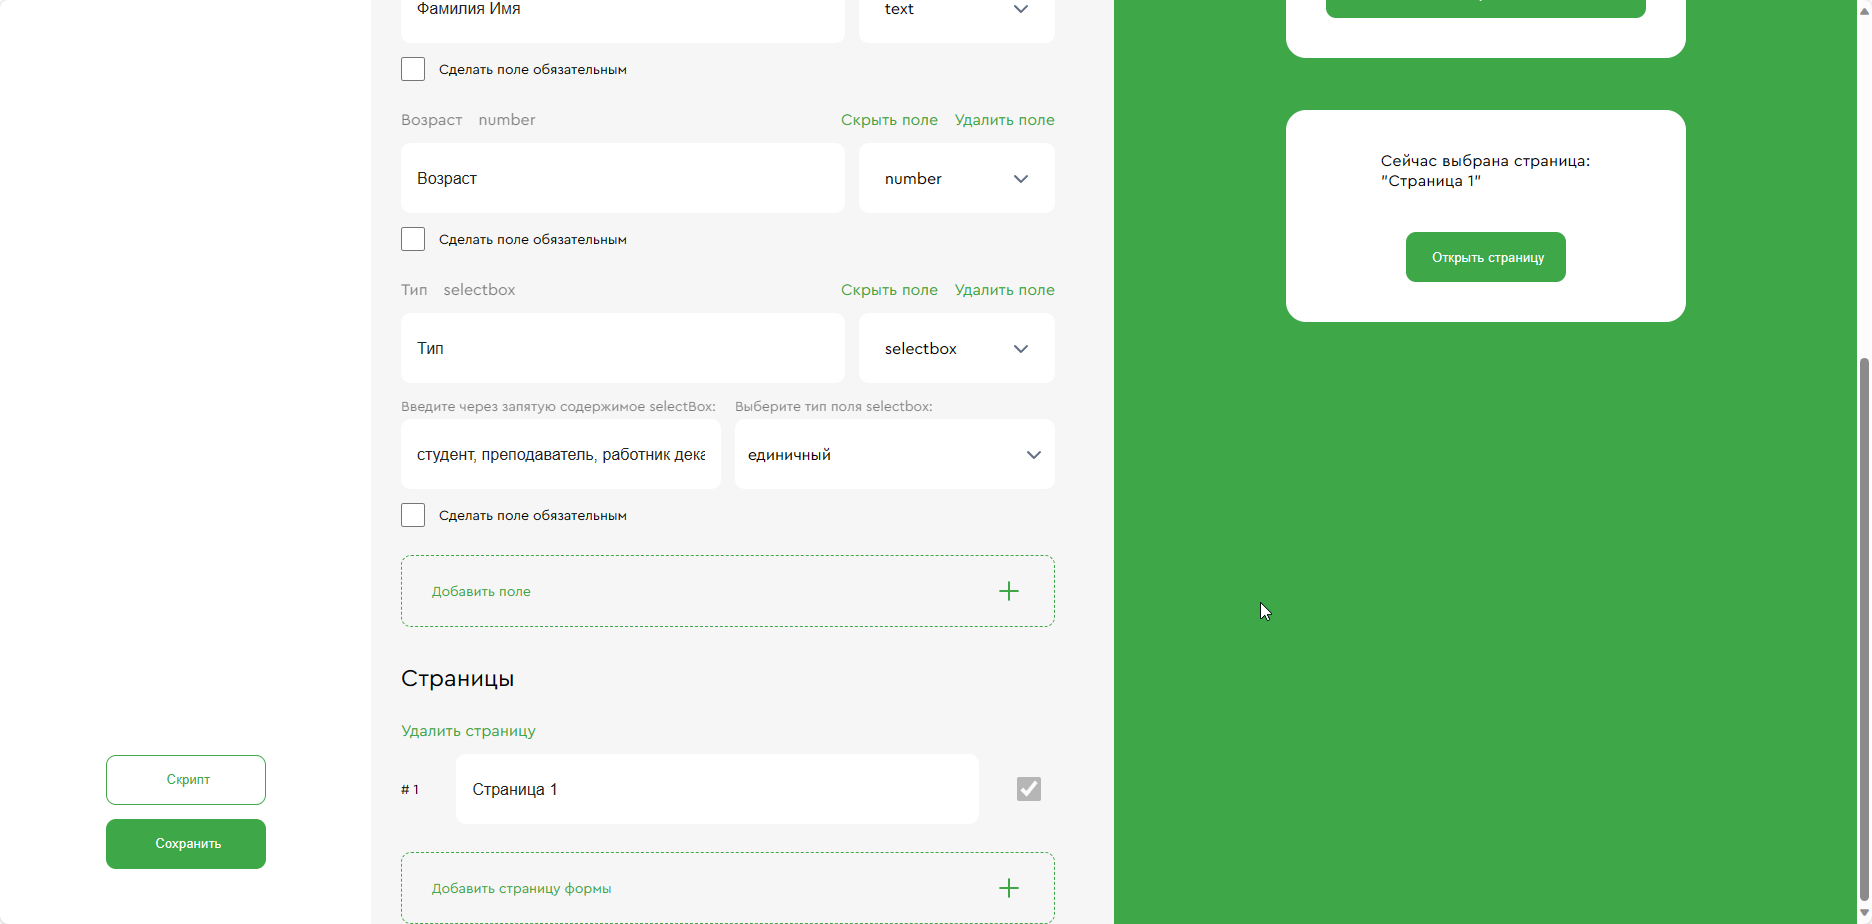 Фамилия Имя
text
Сделать поле обязательным
Возраст number Скрыть поле Удалить поле
Возраст
number
Сделать поле обязательным
Тип selectbox Скрыть поле Удалить поле
Тип
selectbox
Введите через запятую содержимое selectBox:
Выберите тип поля selectbox:
студент, преподаватель, работник дека
единичный
Сделать поле обязательным
Добавить поле
Страницы
Удалить страницу
# 1
Страница 1
Добавить страницу формы
Скрипт
Сохранить
Сейчас выбрана страница:
"Страница 1"
Открыть страницу